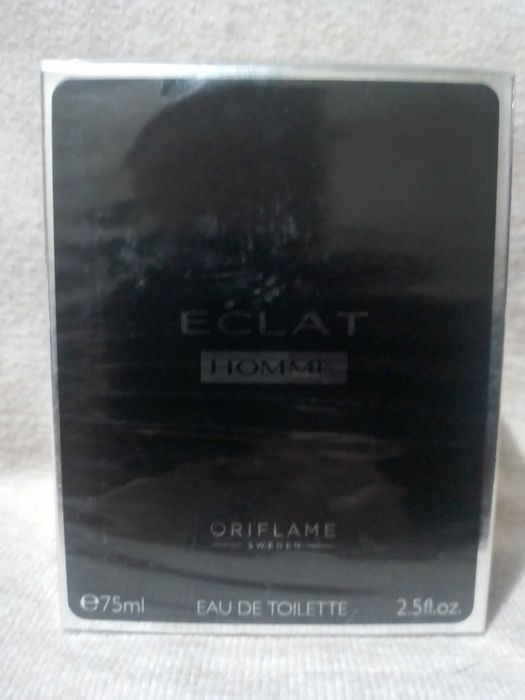 ECLAT
HOMME
ORIFLAME
SWEDEN
℮75ml EAU DE TOILETTE 2.5fl.oz.